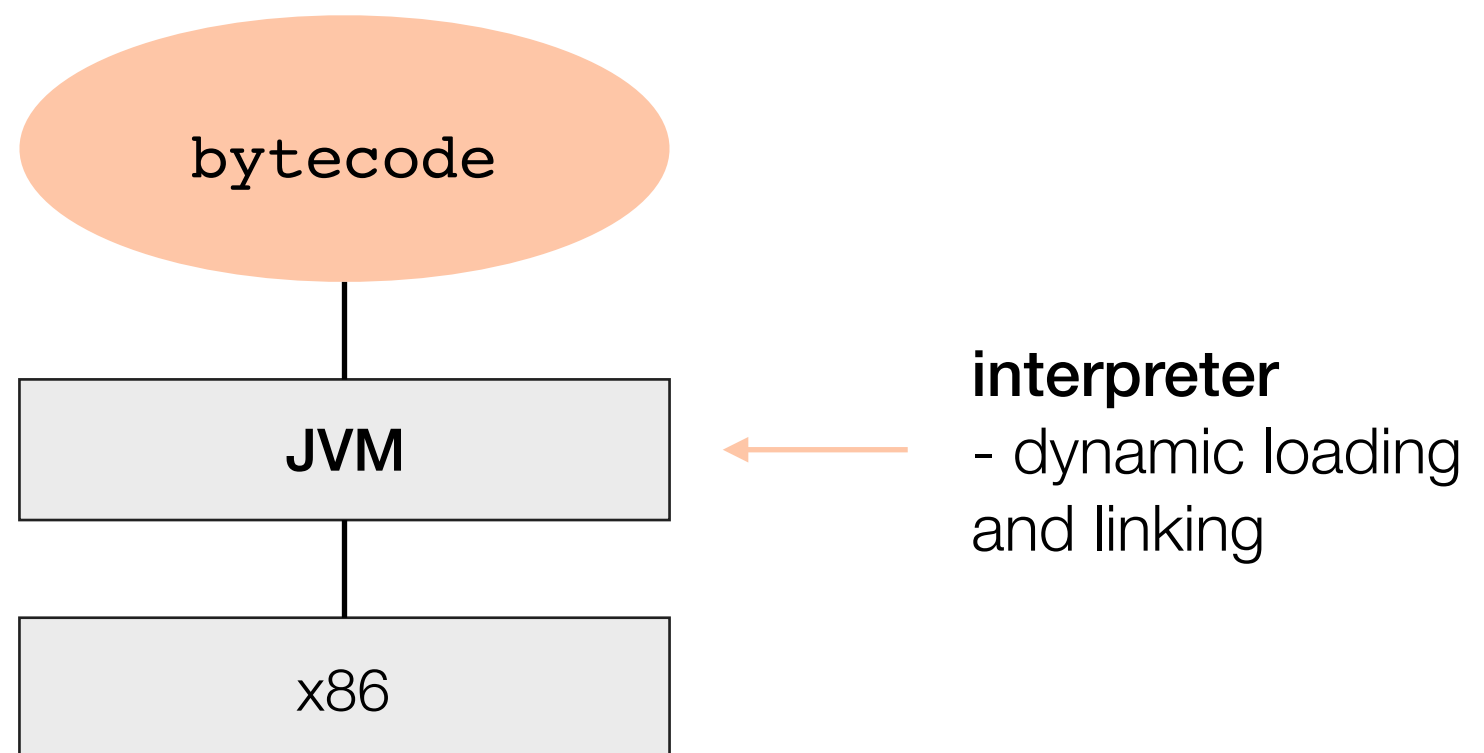 bytecode
JVM
interpreter
- dynamic loading
and linking
x86